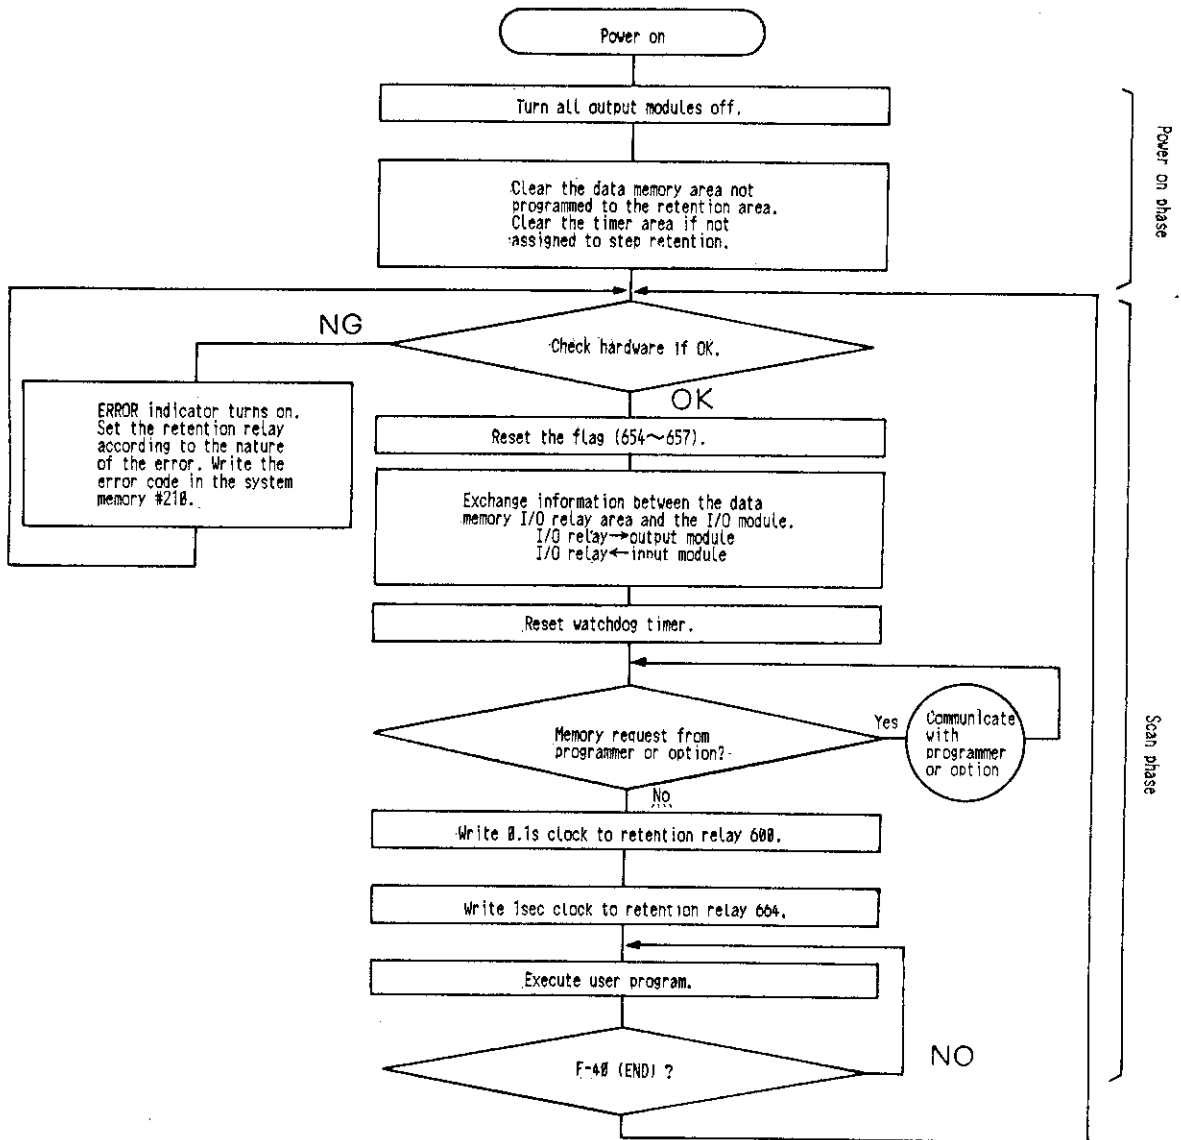 Power on
Turn all output modules off.
Clear the data memory area not
programmed to the retention area.
Clear the timer area if not
assigned to step retention.
Power on phase
NG
Check hardware if OK.
OK
ERROR indicator turns on.
Set the retention relay
according to the nature
of the error. Write the
error code in the system
memory #210.
Reset the flag (654～657).
Exchange information between the data
memory I/O relay area and the I/O module.
I/O relay→output module
I/O relay←input module
Reset watchdog timer.
Memory request from
programmer or option?
Yes
Communicate
with
programmer
or option
No
Scan phase
Write 0.1s clock to retention relay 600.
Write 1sec clock to retention relay 664.
Execute user program.
F-40 (END) ?
NO